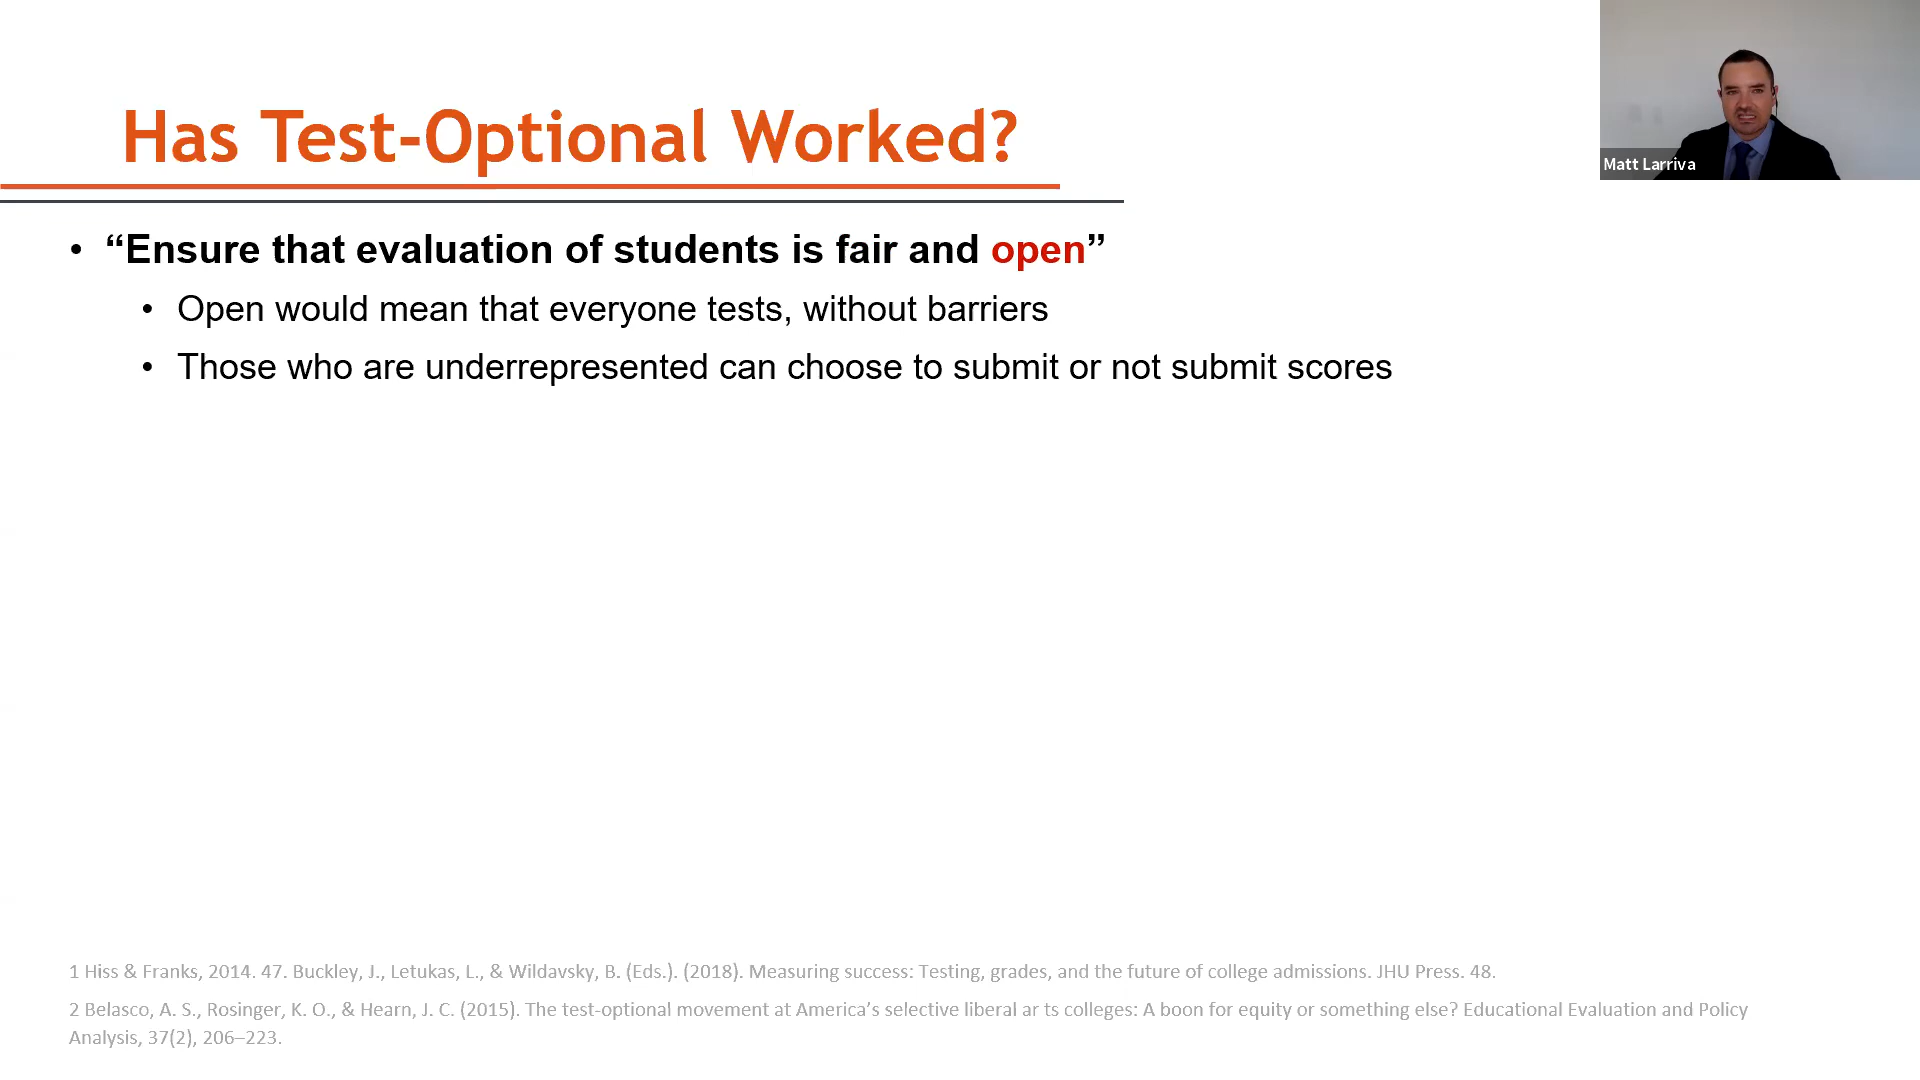 Has Test-Optional Worked?
Matt Larriva
• “Ensure that evaluation of students is fair and open”
• Open would mean that everyone tests, without barriers
• Those who are underrepresented can choose to submit or not submit scores
1 Hiss & Franks, 2014. 47. Buckley, J., Letukas, L., & Wildavsky, B. (Eds.). (2018). Measuring success: Testing, grades, and the future of college admissions. JHU Press. 48.
2 Belasco, A. S., Rosinger, K. O., & Hearn, J. C. (2015). The test-optional movement at America’s selective liberal ar ts colleges: A boon for equity or something else? Educational Evaluation and Policy
Analysis, 37(2), 206–223.